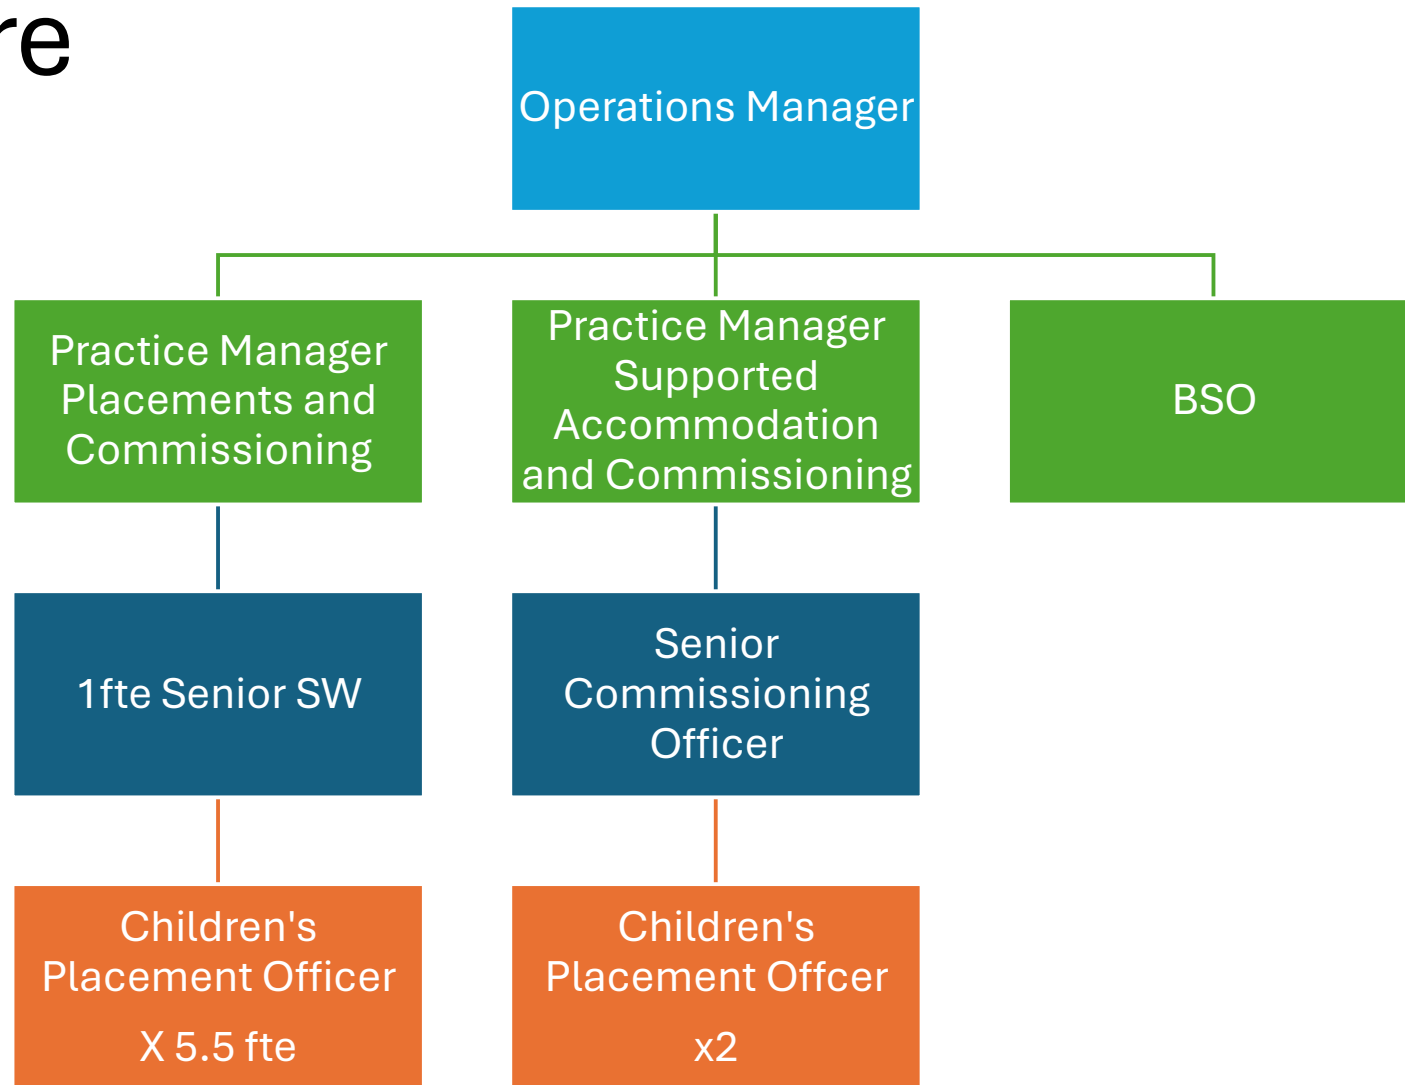 re
Operations Manager
Practice Manager
Placements and
Commissioning
Practice Manager
Supported
Accommodation
and Commissioning
BSO
1fte Senior SW
Senior
Commissioning
Officer
Children's
Placement Officer
X 5.5 fte
Children's
Placement Offcer
x2